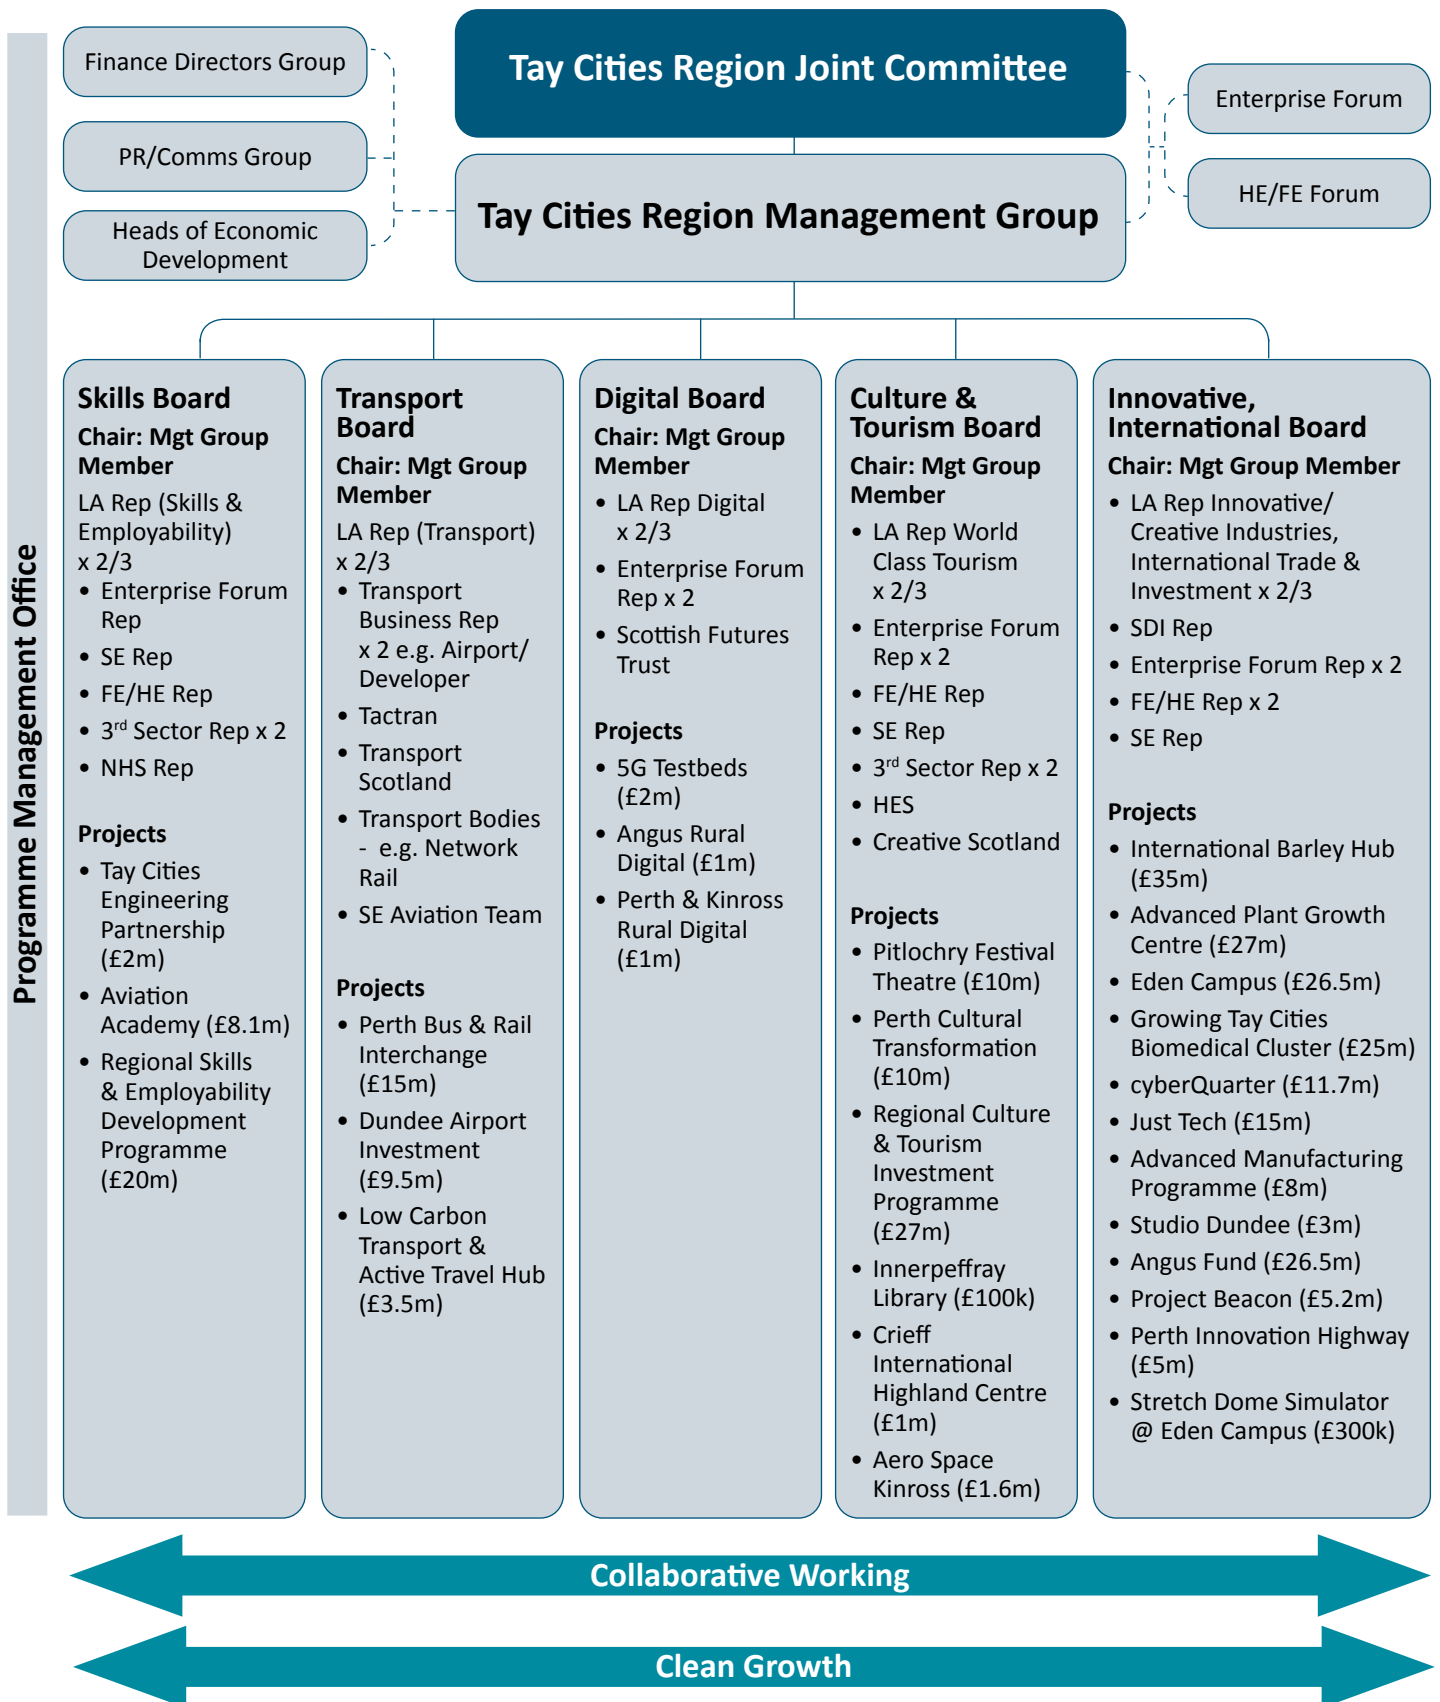 Finance Directors Group
PR/Comms Group
Heads of Economic
Development
Tay Cities Region Joint Committee
Tay Cities Region Management Group
Enterprise Forum
HE/FE Forum
Programme Management Office
Skills Board
Chair: Mgt Group
Member
LA Rep (Skills &
Employability)
x 2/3
• Enterprise Forum
Rep
• SE Rep
• FE/HE Rep
• 3rd Sector Rep x 2
• NHS Rep
Projects
• Tay Cities
Engineering
Partnership
(£2m)
• Aviation
Academy (£8.1m)
• Regional Skills
& Employability
Development
Programme
(£20m)
Transport
Board
Chair: Mgt Group
Member
LA Rep (Transport)
x 2/3
• Transport
Business Rep
x 2 e.g. Airport/
Developer
• Tactran
• Transport
Scotland
• Transport Bodies
- e.g. Network
Rail
• SE Aviation Team
Projects
• Perth Bus & Rail
Interchange
(£15m)
• Dundee Airport
Investment
(£9.5m)
• Low Carbon
Transport &
Active Travel Hub
(£3.5m)
Digital Board
Chair: Mgt Group
Member
• LA Rep Digital
x 2/3
• Enterprise Forum
Rep x 2
• Scottish Futures
Trust
Projects
• 5G Testbeds
(£2m)
• Angus Rural
Digital (£1m)
• Perth & Kinross
Rural Digital
(£1m)
Culture &
Tourism Board
Chair: Mgt Group
Member
• LA Rep World
Class Tourism
x 2/3
• Enterprise Forum
Rep x 2
• FE/HE Rep
• SE Rep
• 3rd Sector Rep x 2
• HES
• Creative Scotland
Projects
• Pitlochry Festival
Theatre (£10m)
• Perth Cultural
Transformation
(£10m)
• Regional Culture
& Tourism
Investment
Programme
(£27m)
• Innerpeffray
Library (£100k)
• Crieff
International
Highland Centre
(£1m)
• Aero Space
Kinross (£1.6m)
Innovative,
International Board
Chair: Mgt Group Member
• LA Rep Innovative/
Creative Industries,
International Trade &
Investment x 2/3
• SDI Rep
• Enterprise Forum Rep x 2
• FE/HE Rep x 2
• SE Rep
Projects
• International Barley Hub
(£35m)
• Advanced Plant Growth
Centre (£27m)
• Eden Campus (£26.5m)
• Growing Tay Cities
Biomedical Cluster (£25m)
• cyberQuarter (£11.7m)
• Just Tech (£15m)
• Advanced Manufacturing
Programme (£8m)
• Studio Dundee (£3m)
• Angus Fund (£26.5m)
• Project Beacon (£5.2m)
• Perth Innovation Highway
(£5m)
• Stretch Dome Simulator
@ Eden Campus (£300k)
Collaborative Working
Clean Growth